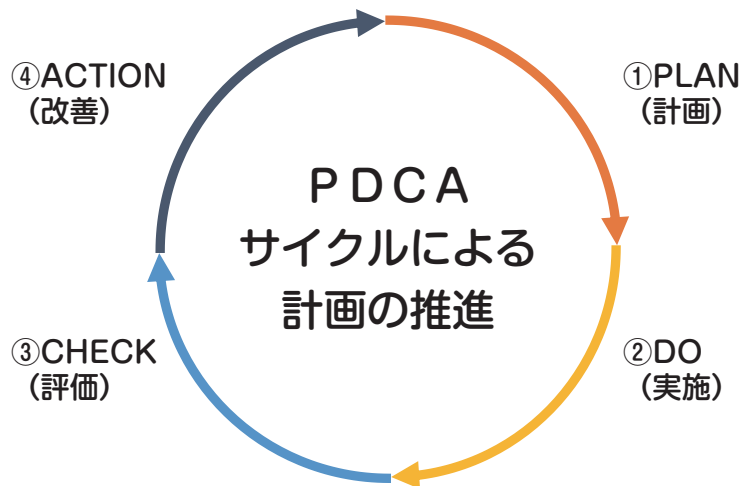 ①PLAN
（計画）
②DO
（実施）
③CHECK
（評価）
④ACTION
（改善）
PDCA
サイクルによる
計画の推進